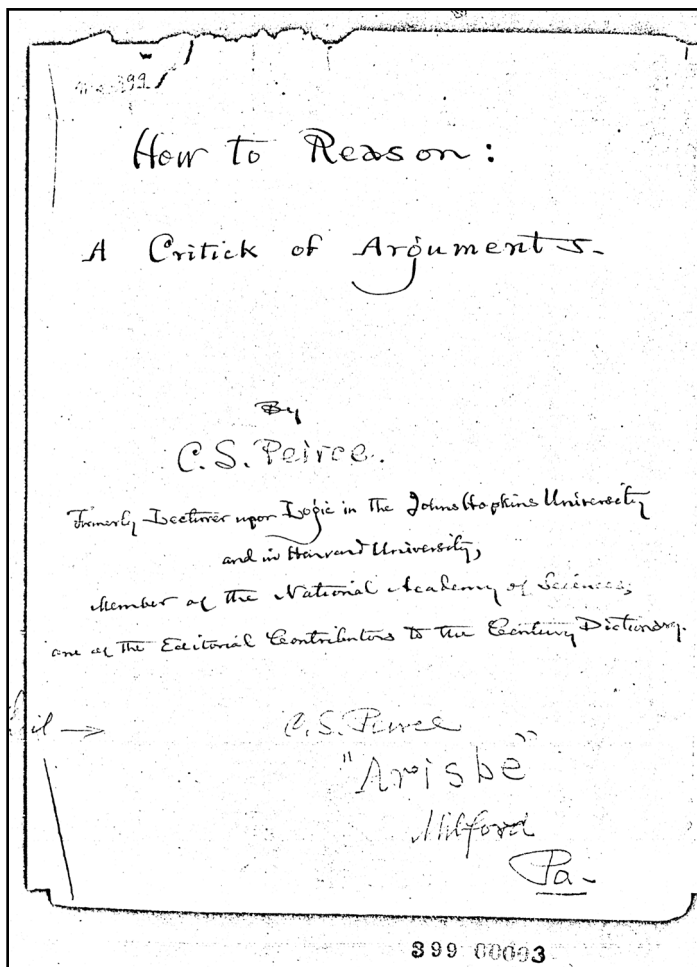 Ms. 399
How to Reason:
A Critick of Arguments.
By
C.S. Peirce.
Formerly Lecturer upon Logic in the Johns Hopkins University
and in Harvard University,
Member of the National Academy of Sciences;
one of the Editorial Contributors to the Century Dictionary.
C.S. Peirce
"Arisbe"
Milford
Pa-
399 00003